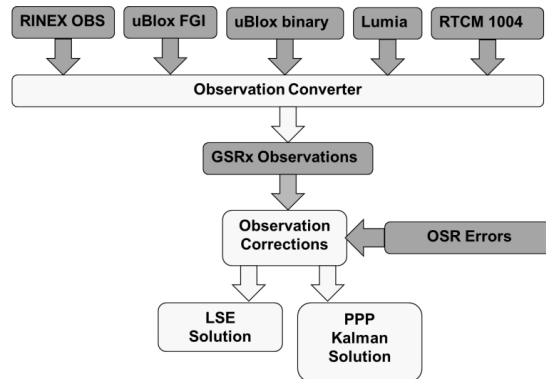 RINEX OBS
uBlox FGI
uBlox binary
Lumia
RTCM 1004
Observation Converter
GSRx Observations
Observation
Corrections
OSR Errors
LSE
Solution
PPP
Kalman
Solution